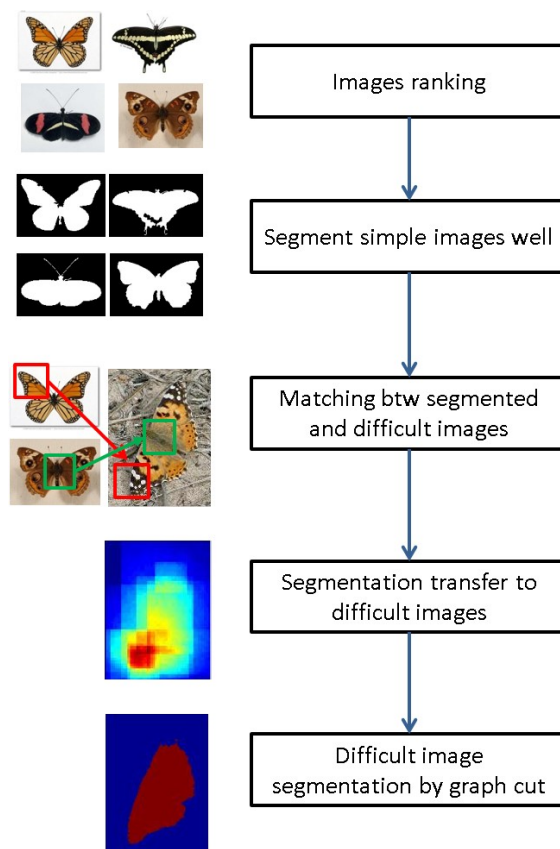 Images ranking
Segment simple images well
Matching btw segmented
and difficult images
Segmentation transfer to
difficult images
Difficult image
segmentation by graph cut